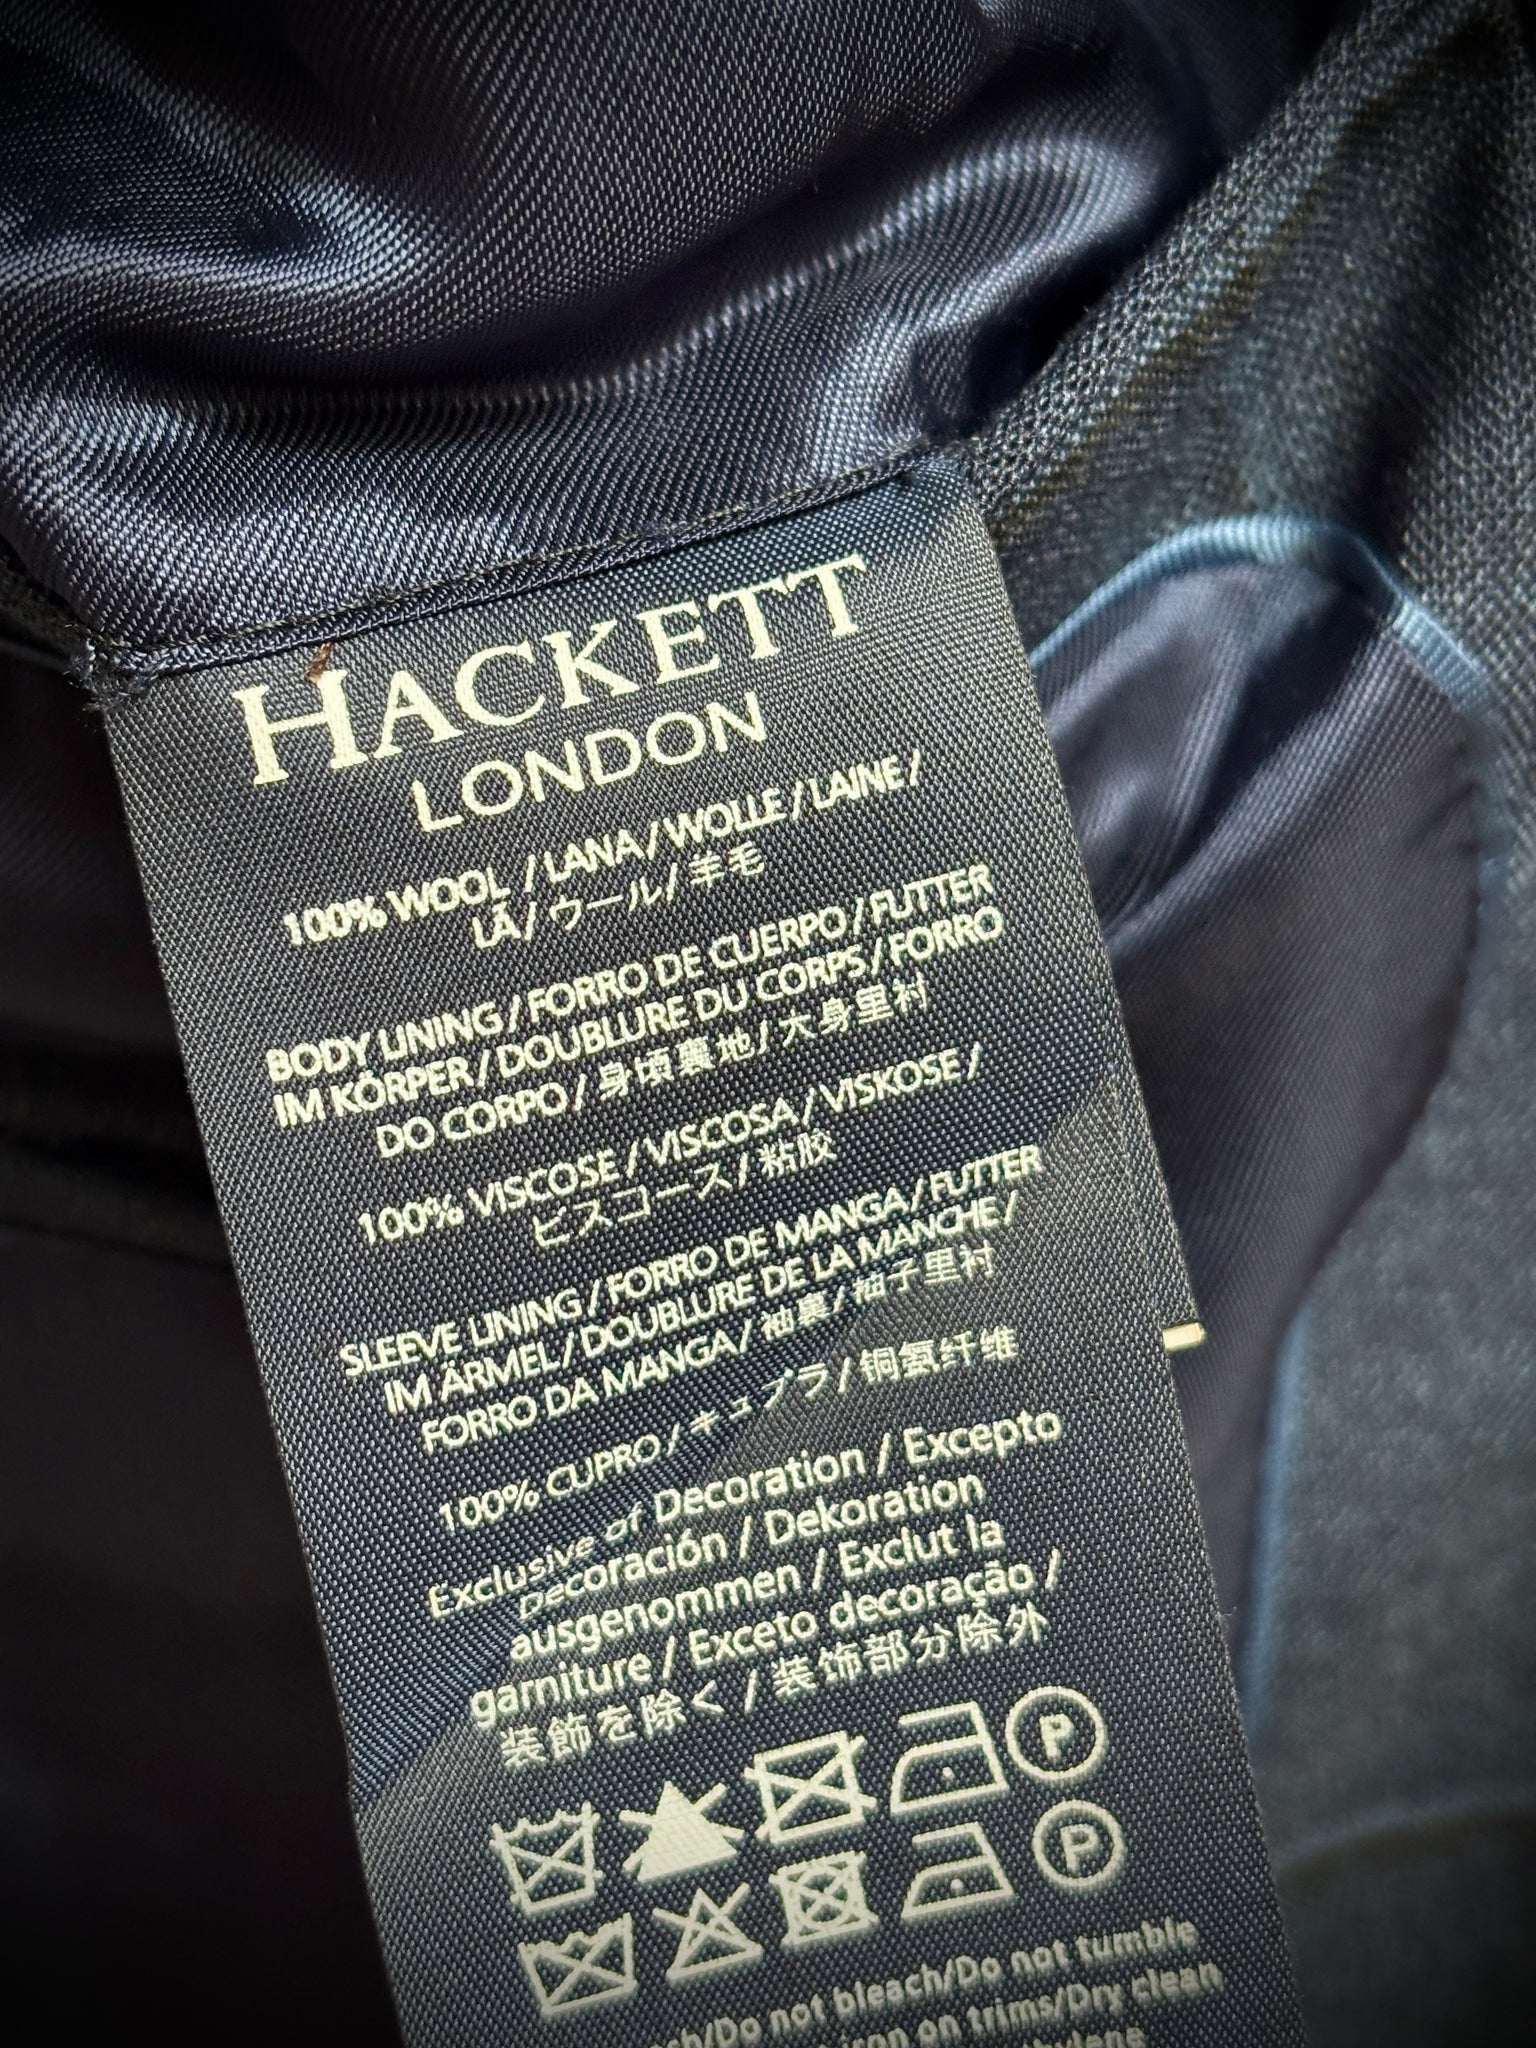 HACKETT
LONDON
100% WOOL / LANA / WOLLE / LAINE /
LÃ / ウール / 羊毛
BODY LINING / FORRO DE CUERPO / FUTTER
IM KÖRPER / DOUBLURE DU CORPS / FORRO
DO CORPO / 身頃裏地 / 大身里衬
100% VISCOSE / VISCOSA / VISKOSE /
ビスコース / 粘胶
SLEEVE LINING / FORRO DE MANGA / FUTTER
IM ÄRMEL / DOUBLURE DE LA MANCHE /
FORRO DA MANGA / 袖裏 / 袖子里衬
100% CUPRO / キュプラ / 铜氨纤维
Exclusive of Decoration / Excepto
Decoración / Dekoration
ausgenommen / Exclut la
garniture / Exceto decoração /
装飾を除く / 装饰部分除外
P
P
not bleach/Do not tumble
iron on trims/Dry clean